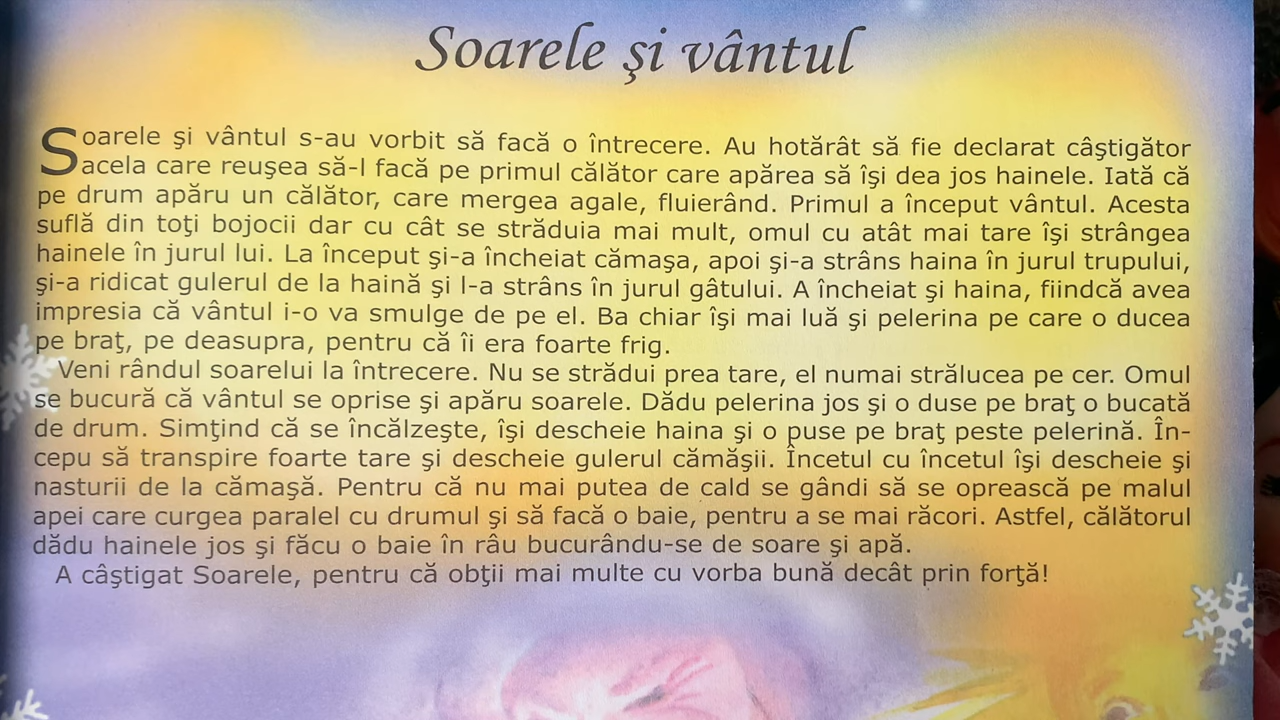 Soarele şi vântul
Soarele şi vântul s-au vorbit să facă o întrecere. Au hotărât să fie declarat câştigător
acela care reuşea să-l facă pe primul călător care apărea să îşi dea jos hainele. Iată că
pe drum apăru un călător, care mergea agale, fluierând. Primul a început vântul. Acesta
suflă din toţi bojocii dar cu cât se străduia mai mult, omul cu atât mai tare îşi strângea
hainele în jurul lui. La început şi-a încheiat cămaşa, apoi şi-a strâns haina în jurul trupului,
şi-a ridicat gulerul de la haină şi l-a strâns în jurul gâtului. A încheiat şi haina, fiindcă avea
impresia că vântul i-o va smulge de pe el. Ba chiar îşi mai luă şi pelerina pe care o ducea
pe braţ, pe deasupra, pentru că îi era foarte frig.
Veni rândul soarelui la întrecere. Nu se strădui prea tare, el numai strălucea pe cer. Omul
se bucură că vântul se oprise şi apăru soarele. Dădu pelerina jos şi o duse pe braţ o bucată
de drum. Simţind că se încălzeşte, îşi descheie haina şi o puse pe braţ peste pelerină. În-
cepu să transpire foarte tare şi descheie gulerul cămăşii. Încetul cu încetul îşi descheie şi
nasturii de la cămaşă. Pentru că nu mai putea de cald se gândi să se oprească pe malul
apei care curgea paralel cu drumul şi să facă o baie, pentru a se mai răcori. Astfel, călătorul
dădu hainele jos şi făcu o baie în râu bucurându-se de soare şi apă.
A câştigat Soarele, pentru că obţii mai multe cu vorba bună decât prin forţă!